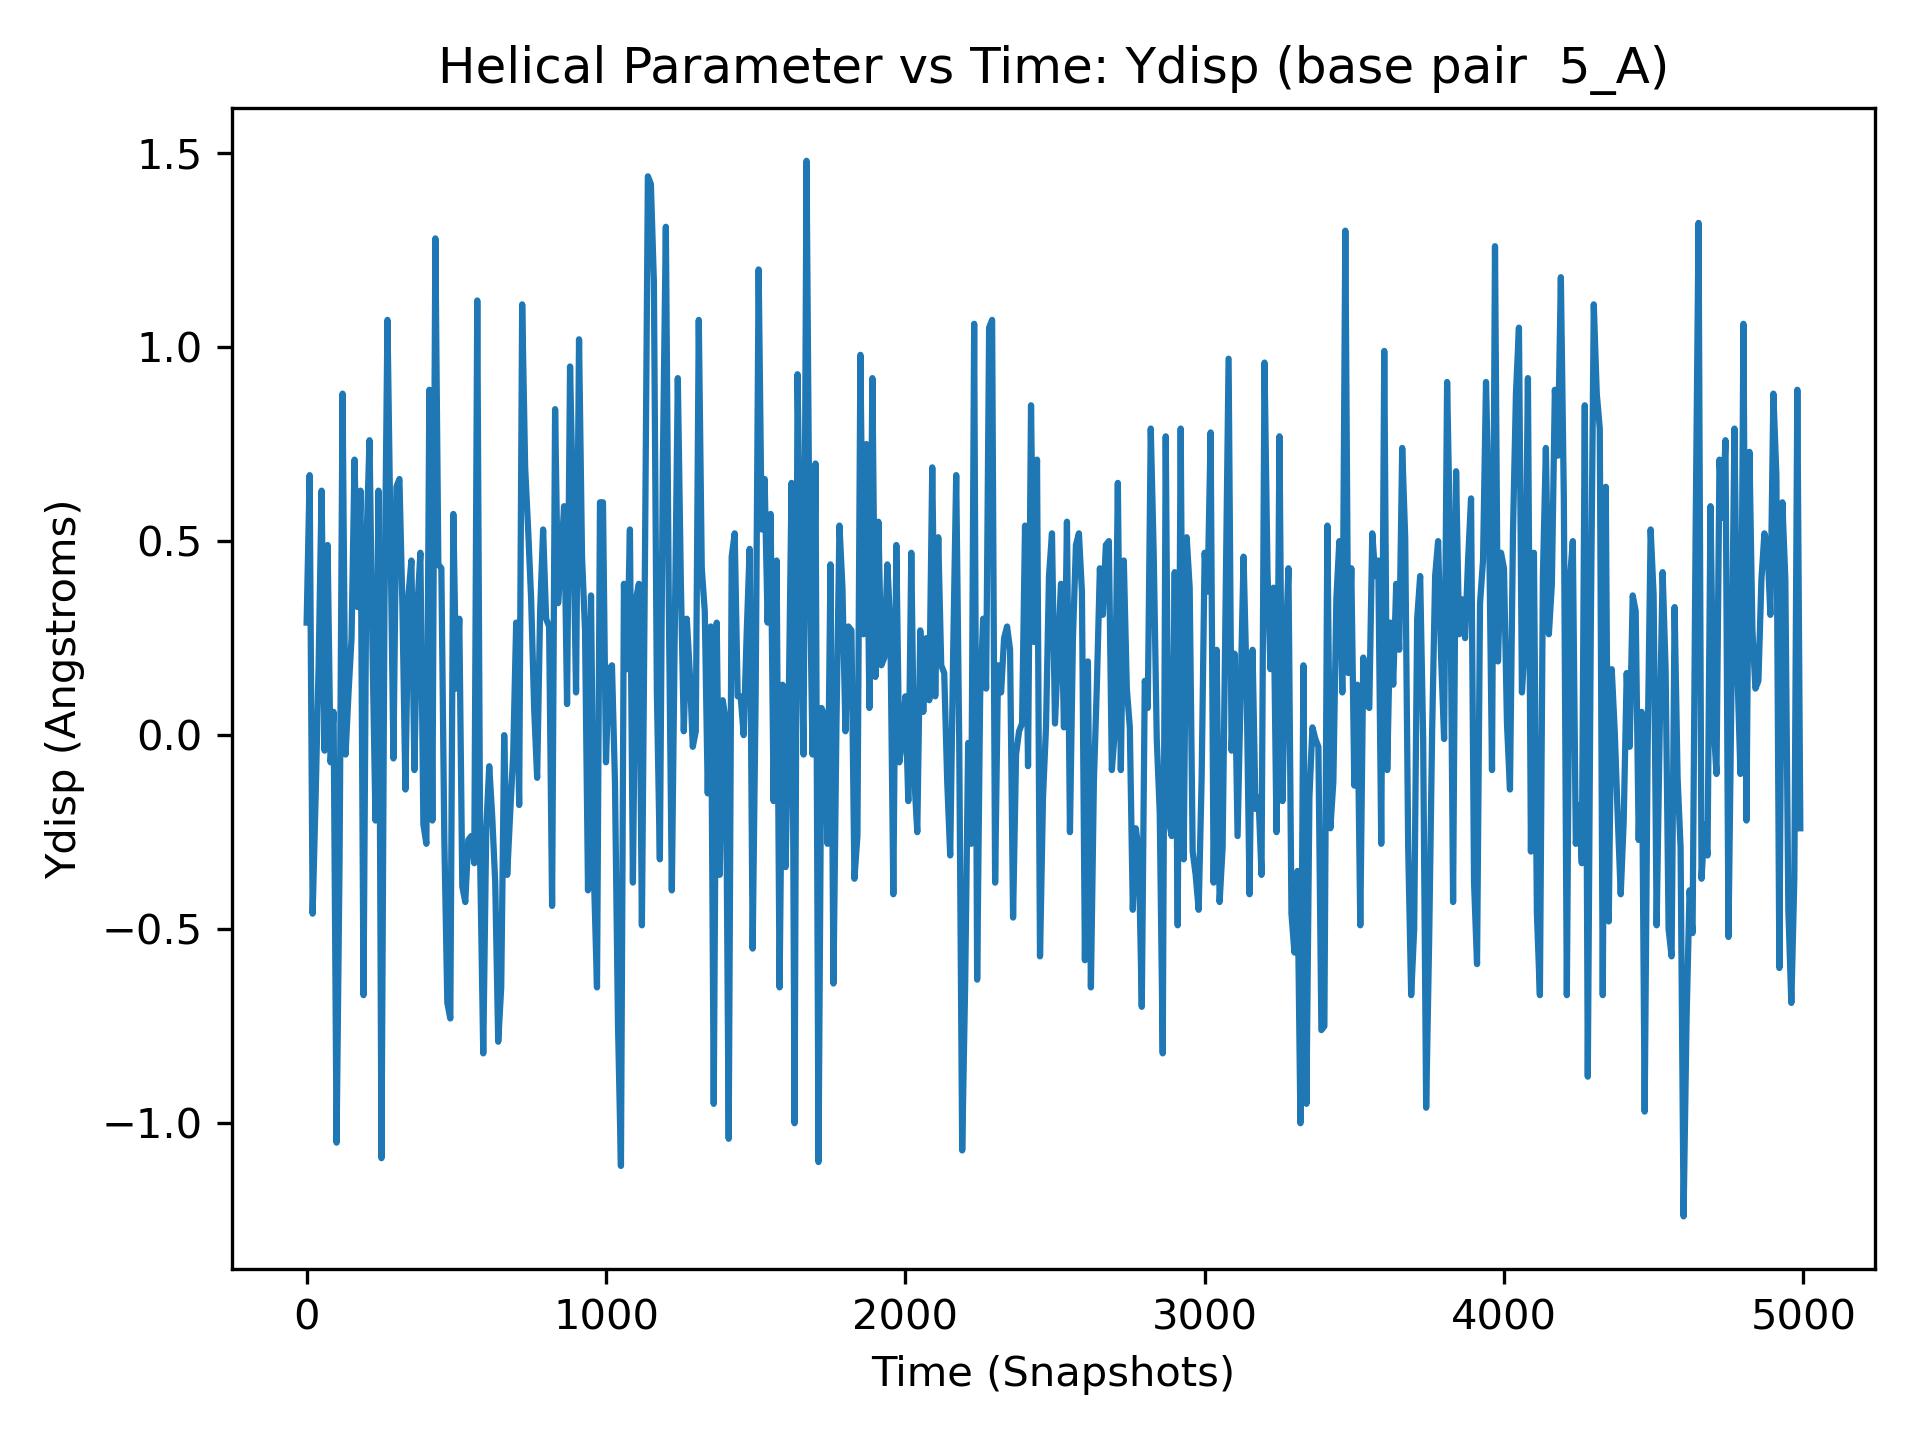 Helical Parameter vs Time: Ydisp (base pair  5_A)
1.5
1.0
0.5
0.0
−0.5
−1.0
Ydisp (Angstroms)
0 1000 2000 3000 4000 5000
Time (Snapshots)